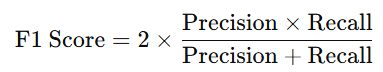 F1 Score = 2 × (Precision × Recall) / (Precision + Recall)